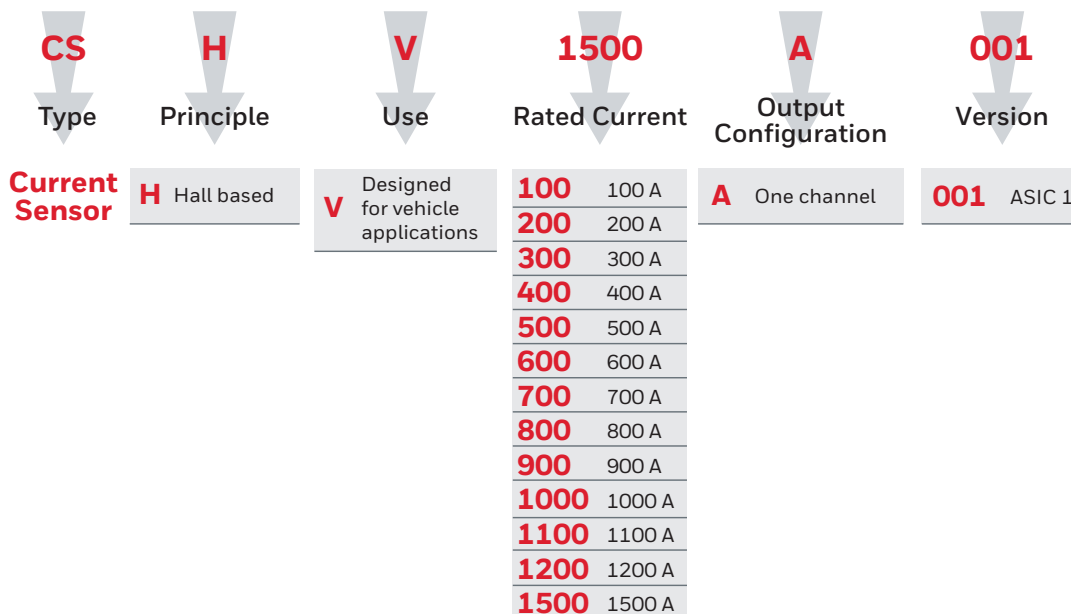 CS H V 1500 A 001
Type Principle Use Rated Current Output Configuration Version
Current Sensor
H Hall based
V Designed for vehicle applications
100 100 A
200 200 A
300 300 A
400 400 A
500 500 A
600 600 A
700 700 A
800 800 A
900 900 A
1000 1000 A
1100 1100 A
1200 1200 A
1500 1500 A
A One channel
001 ASIC 1